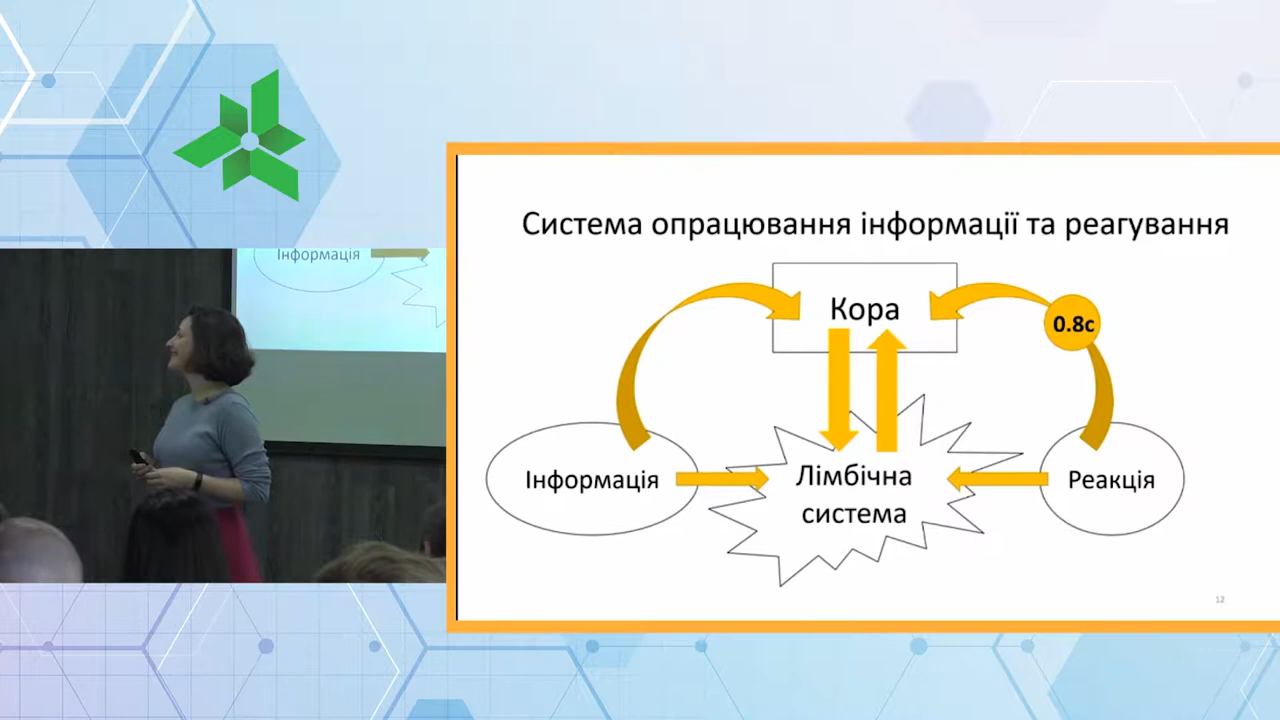 Система опрацювання інформації та реагування
Кора
0.8с
Інформація
Лімбічна
система
Реакція
12
Інформація